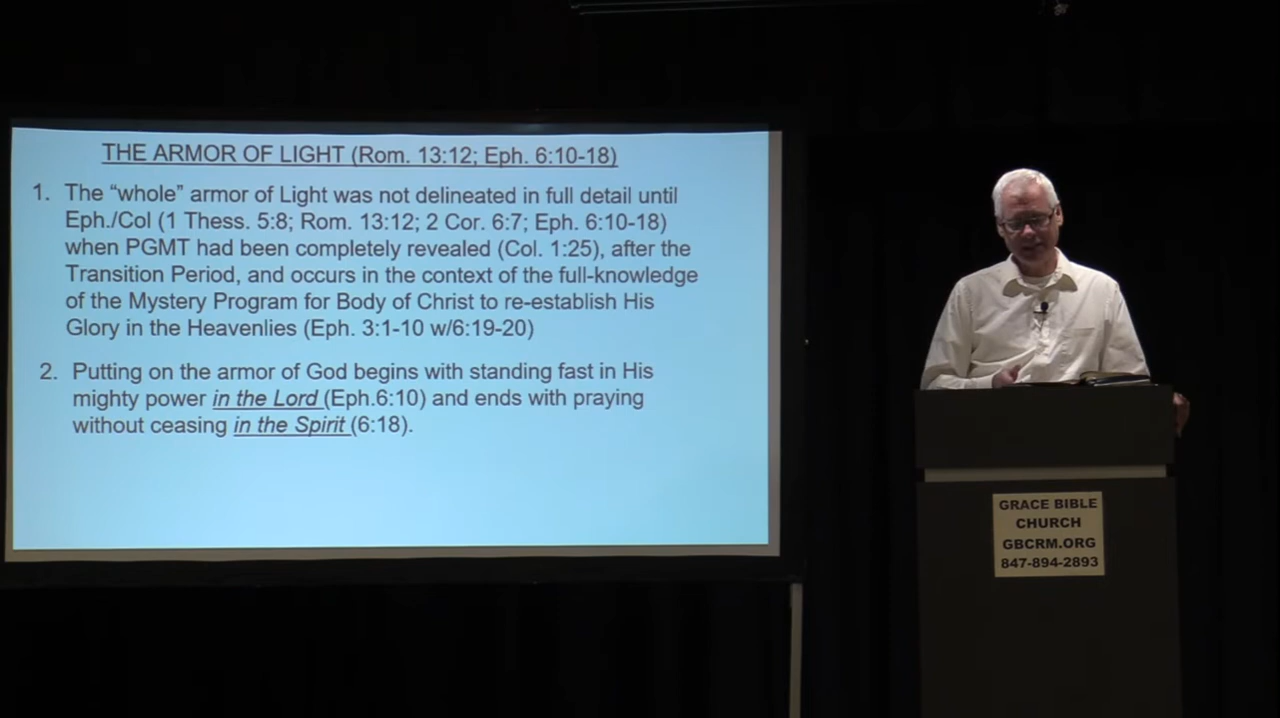 THE ARMOR OF LIGHT (Rom. 13:12; Eph. 6:10-18)
1. The “whole” armor of Light was not delineated in full detail until
Eph./Col (1 Thess. 5:8; Rom. 13:12; 2 Cor. 6:7; Eph. 6:10-18)
when PGMT had been completely revealed (Col. 1:25), after the
Transition Period, and occurs in the context of the full-knowledge
of the Mystery Program for Body of Christ to re-establish His
Glory in the Heavenlies (Eph. 3:1-10 w/6:19-20)
2. Putting on the armor of God begins with standing fast in His
mighty power in the Lord (Eph.6:10) and ends with praying
without ceasing in the Spirit (6:18).
GRACE BIBLE
CHURCH
GBCRM.ORG
847-894-2893